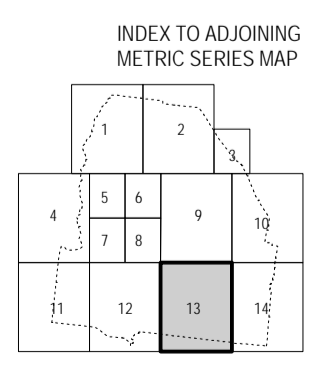 INDEX TO ADJOINING
METRIC SERIES MAP
1 2
3
5 6
4 9 10
7 8
11 12 13 14